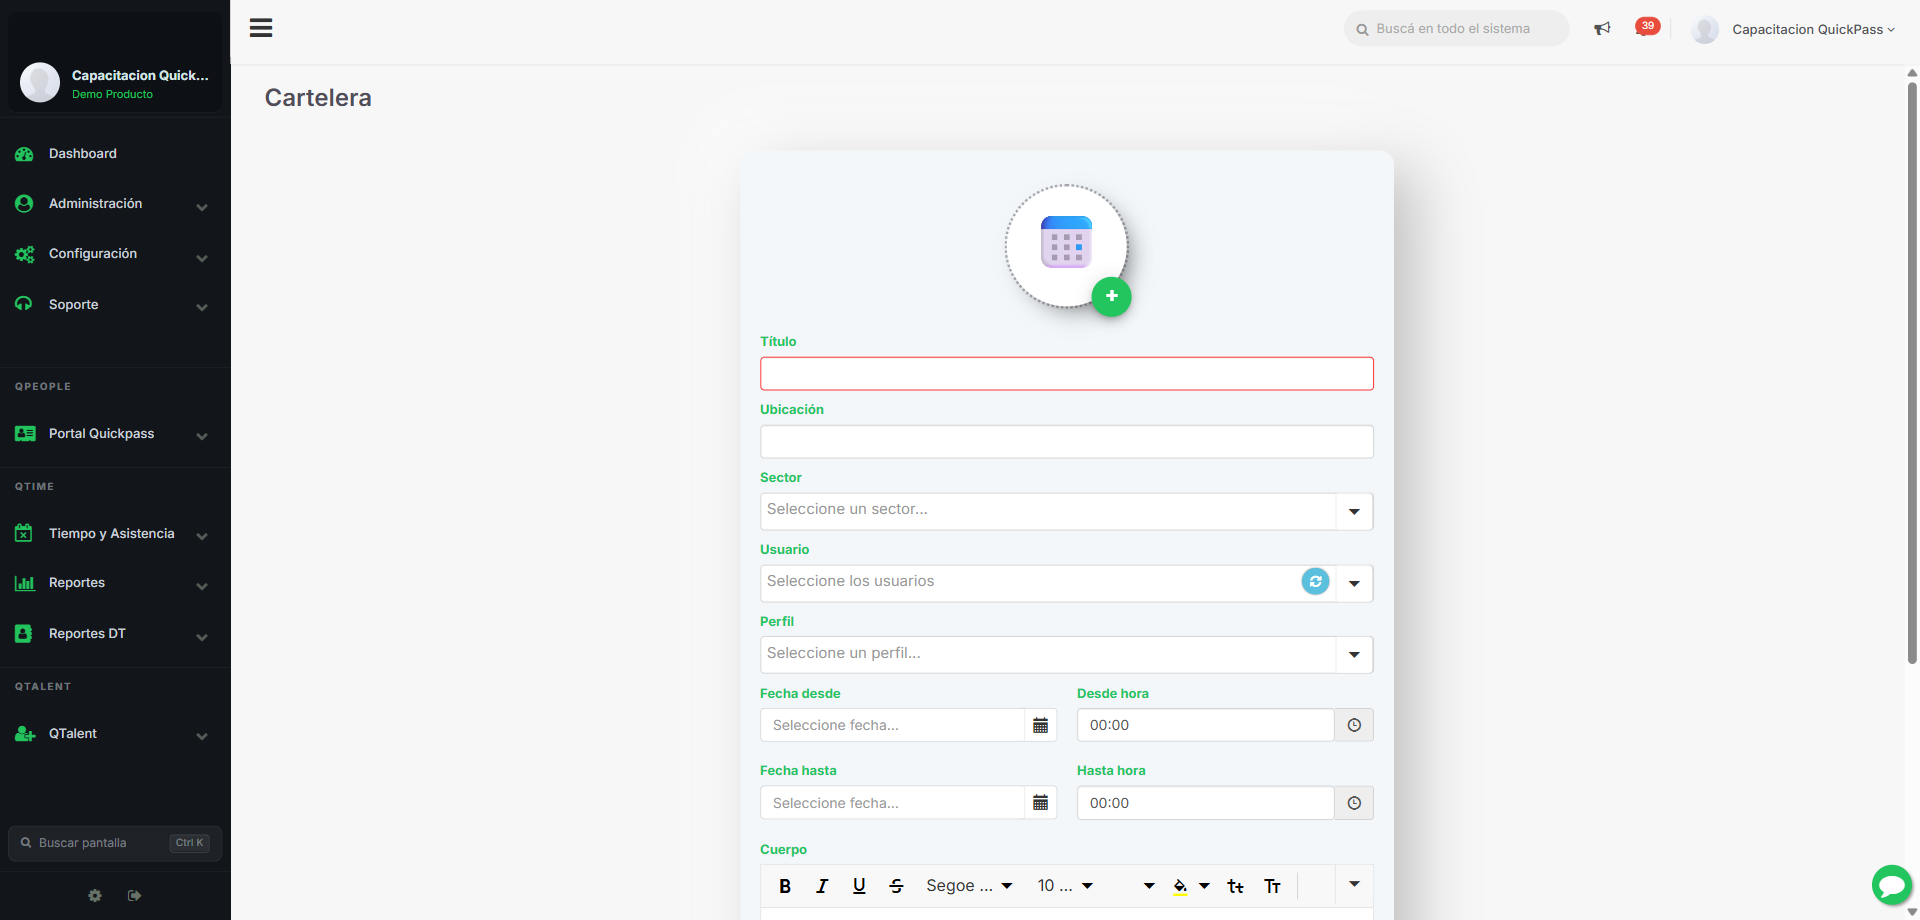 Capacitacion Quick...
Demo Producto
Dashboard
Administración
Configuración
Soporte
QPEOPLE
Portal Quickpass
QTIME
Tiempo y Asistencia
Reportes
Reportes DT
QTALENT
QTalent
Buscar pantalla
Ctrl K
Buscá en todo el sistema
39
Capacitacion QuickPass
Cartelera
Título
Ubicación
Sector
Seleccione un sector...
Usuario
Seleccione los usuarios
Perfil
Seleccione un perfil...
Fecha desde
Desde hora
Seleccione fecha...
00:00
Fecha hasta
Hasta hora
Seleccione fecha...
00:00
Cuerpo
B I U S Segoe ... 10 ... tt TT